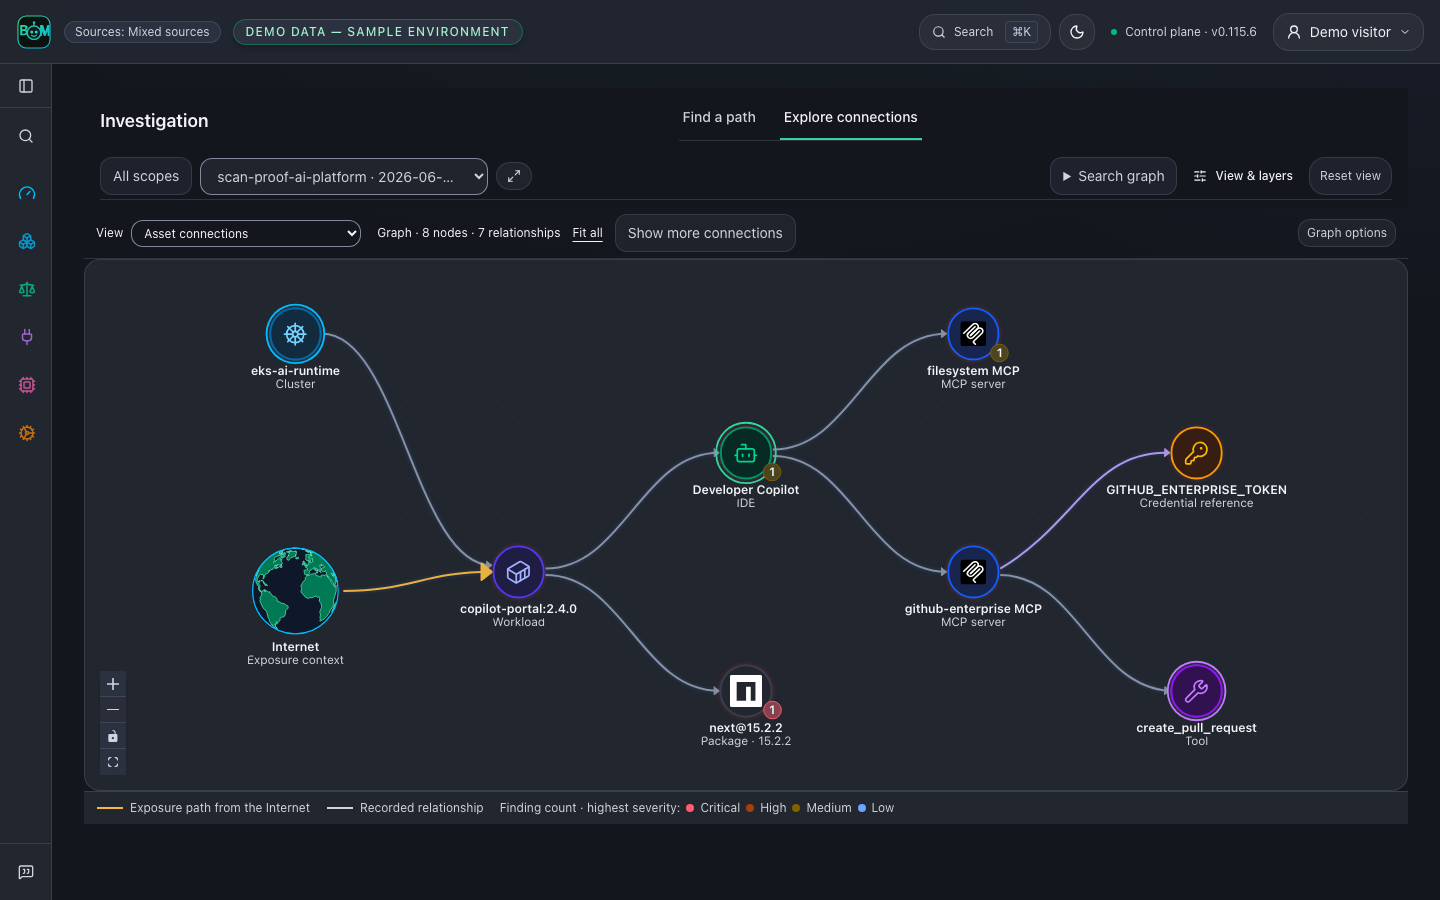 BOM
Sources: Mixed sources
DEMO DATA — SAMPLE ENVIRONMENT
Search ⌘K
Control plane · v0.115.6
Demo visitor
Investigation
Find a path
Explore connections
All scopes
scan-proof-ai-platform · 2026-06-...
Search graph
View & layers
Reset view
View
Asset connections
Graph · 8 nodes · 7 relationships
Fit all
Show more connections
Graph options
eks-ai-runtime
Cluster
1
filesystem MCP
MCP server
1
Developer Copilot
IDE
GITHUB_ENTERPRISE_TOKEN
Credential reference
Internet
Exposure context
copilot-portal:2.4.0
Workload
github-enterprise MCP
MCP server
1
next@15.2.2
Package · 15.2.2
create_pull_request
Tool
Exposure path from the Internet
Recorded relationship
Finding count · highest severity:
Critical
High
Medium
Low